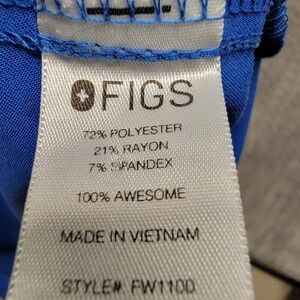 FIGS
72% POLYESTER
21% RAYON
7% SPANDEX
100% AWESOME
MADE IN VIETNAM
STYLE#: FW1100